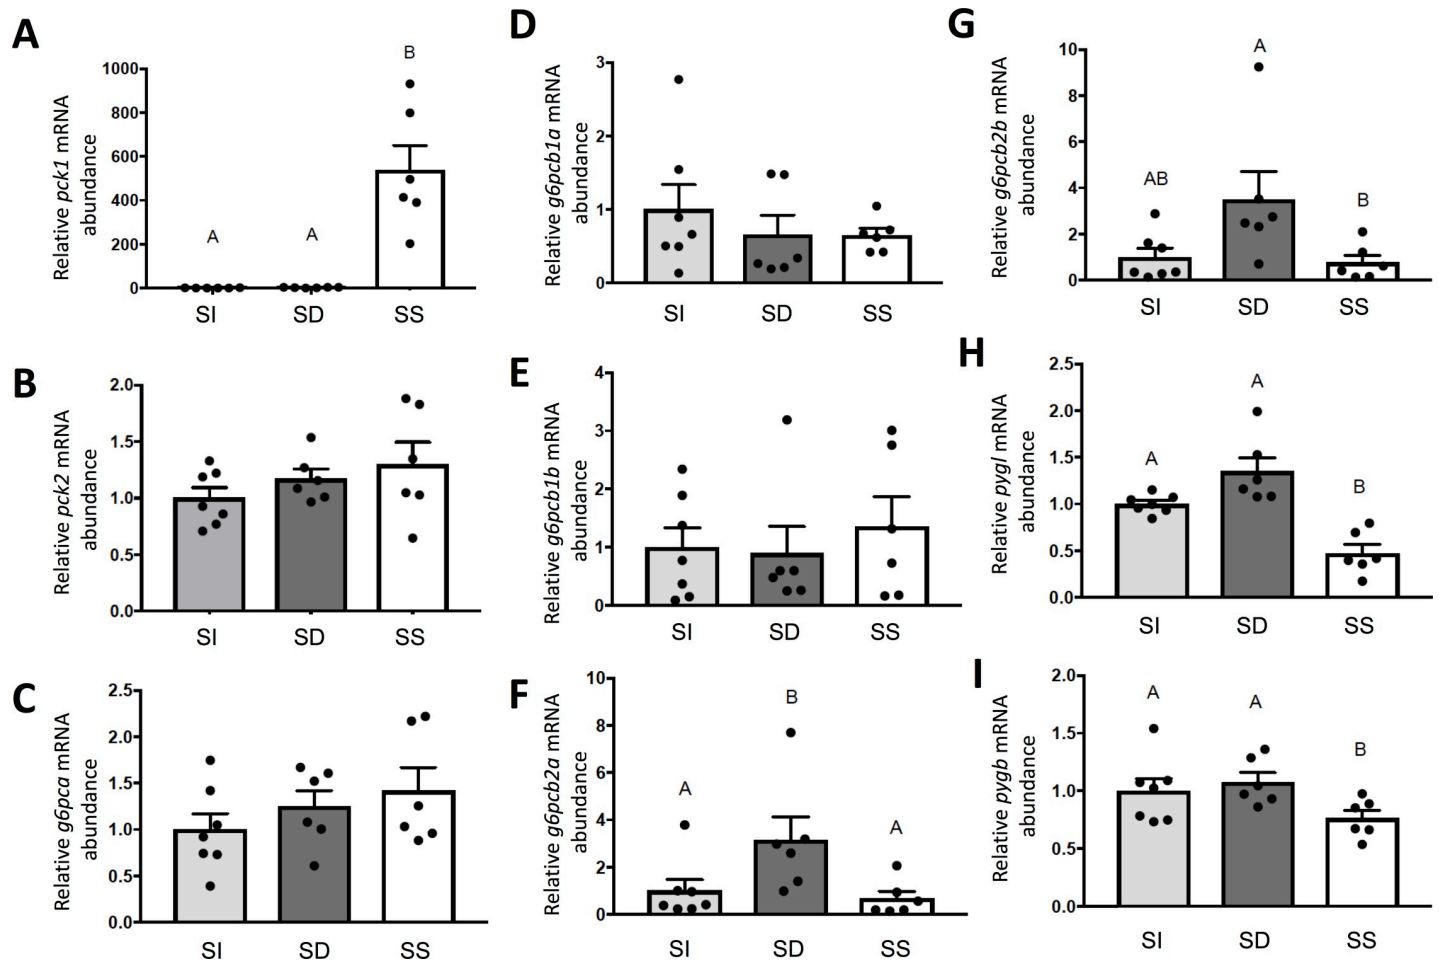 A
Relative pck1 mRNA
abundance
1000
800
600
400
200
0
A
A
B
SI
SD
SS
B
Relative pck2 mRNA
abundance
2.0
1.5
1.0
0.5
0.0
SI
SD
SS
C
Relative g6pca mRNA
abundance
2.5
2.0
1.5
1.0
0.5
0.0
SI
SD
SS
D
Relative g6pcb1a mRNA
abundance
3
2
1
0
SI
SD
SS
E
Relative g6pcb1b mRNA
abundance
4
3
2
1
0
SI
SD
SS
F
Relative g6pcb2a mRNA
abundance
10
8
6
4
2
0
A
B
A
SI
SD
SS
G
Relative g6pcb2b mRNA
abundance
10
8
6
4
2
0
AB
A
B
SI
SD
SS
H
Relative pygl mRNA
abundance
2.5
2.0
1.5
1.0
0.5
0.0
A
A
B
SI
SD
SS
I
Relative pygb mRNA
abundance
2.0
1.5
1.0
0.5
0.0
A
A
B
SI
SD
SS